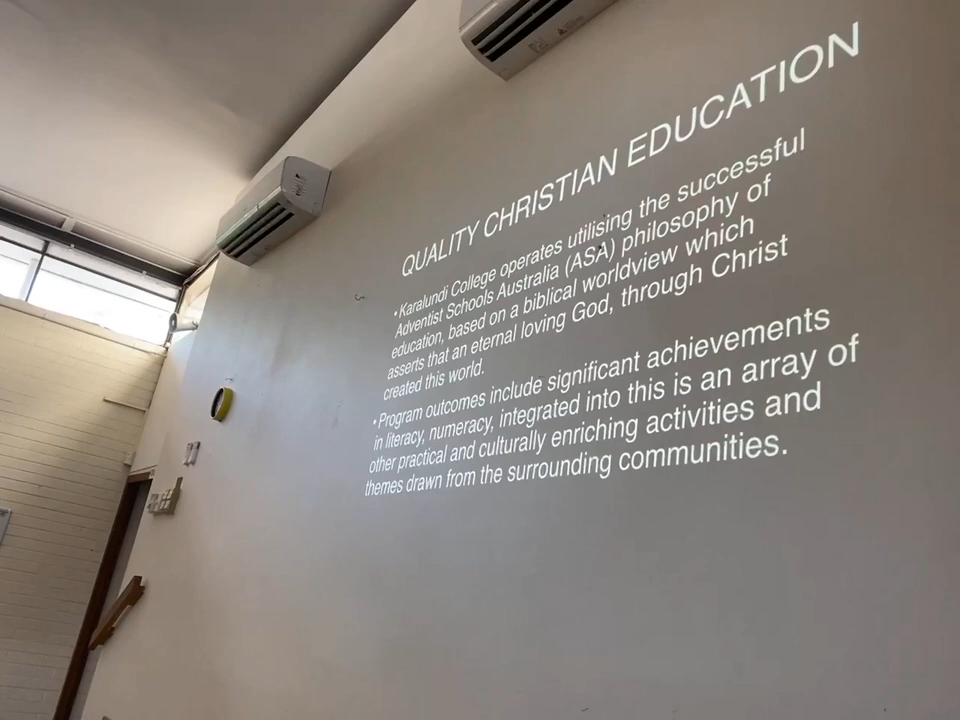 QUALITY CHRISTIAN EDUCATION
•Karalundi College operates utilising the successful
Adventist Schools Australia (ASA) philosophy of
education, based on a biblical worldview which
asserts that an eternal loving God, through Christ
created this world.
•Program outcomes include significant achievements
in literacy, numeracy, integrated into this is an array of
other practical and culturally enriching activities and
themes drawn from the surrounding communities.